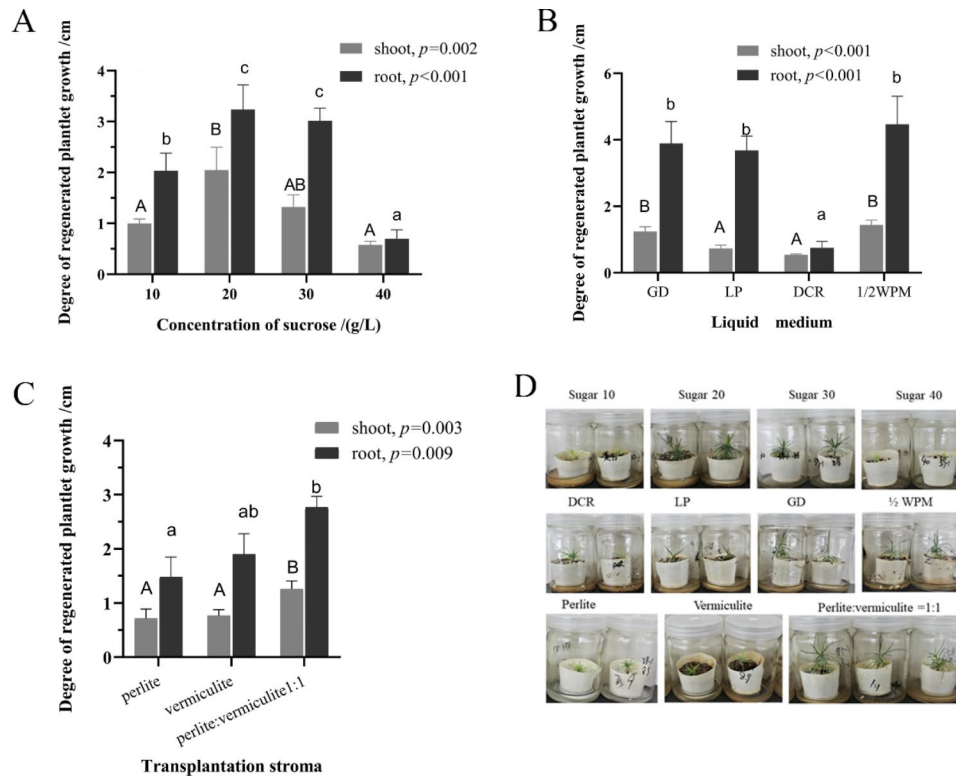 A
Degree of regenerated plantlet growth /cm
shoot, p=0.002
root, p<0.001
5
4
3
2
1
0
A
b
B
c
AB
c
A
a
10 20 30 40
Concentration of sucrose /(g/L)
B
Degree of regenerated plantlet growth /cm
shoot, p<0.001
root, p<0.001
6
4
2
0
B
b
A
b
A
a
B
b
GD LP DCR 1/2WPM
Liquid medium
C
Degree of regenerated plantlet growth /cm
shoot, p=0.003
root, p=0.009
4
3
2
1
0
A
a
A
ab
B
b
perlite
vermiculite
perlite:vermiculite1:1
Transplantation stroma
D
Sugar 10 Sugar 20 Sugar 30 Sugar 40
DCR LP GD ½ WPM
Perlite Vermiculite Perlite:vermiculite =1:1